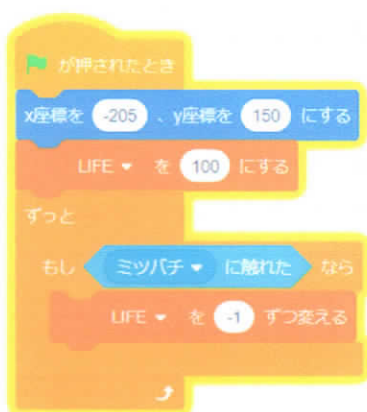 が押されたとき
x座標を -205 、y座標を 150 にする
LIFE を 100 にする
ずっと
もし ミツバチ に触れた なら
LIFE を -1 ずつ変える